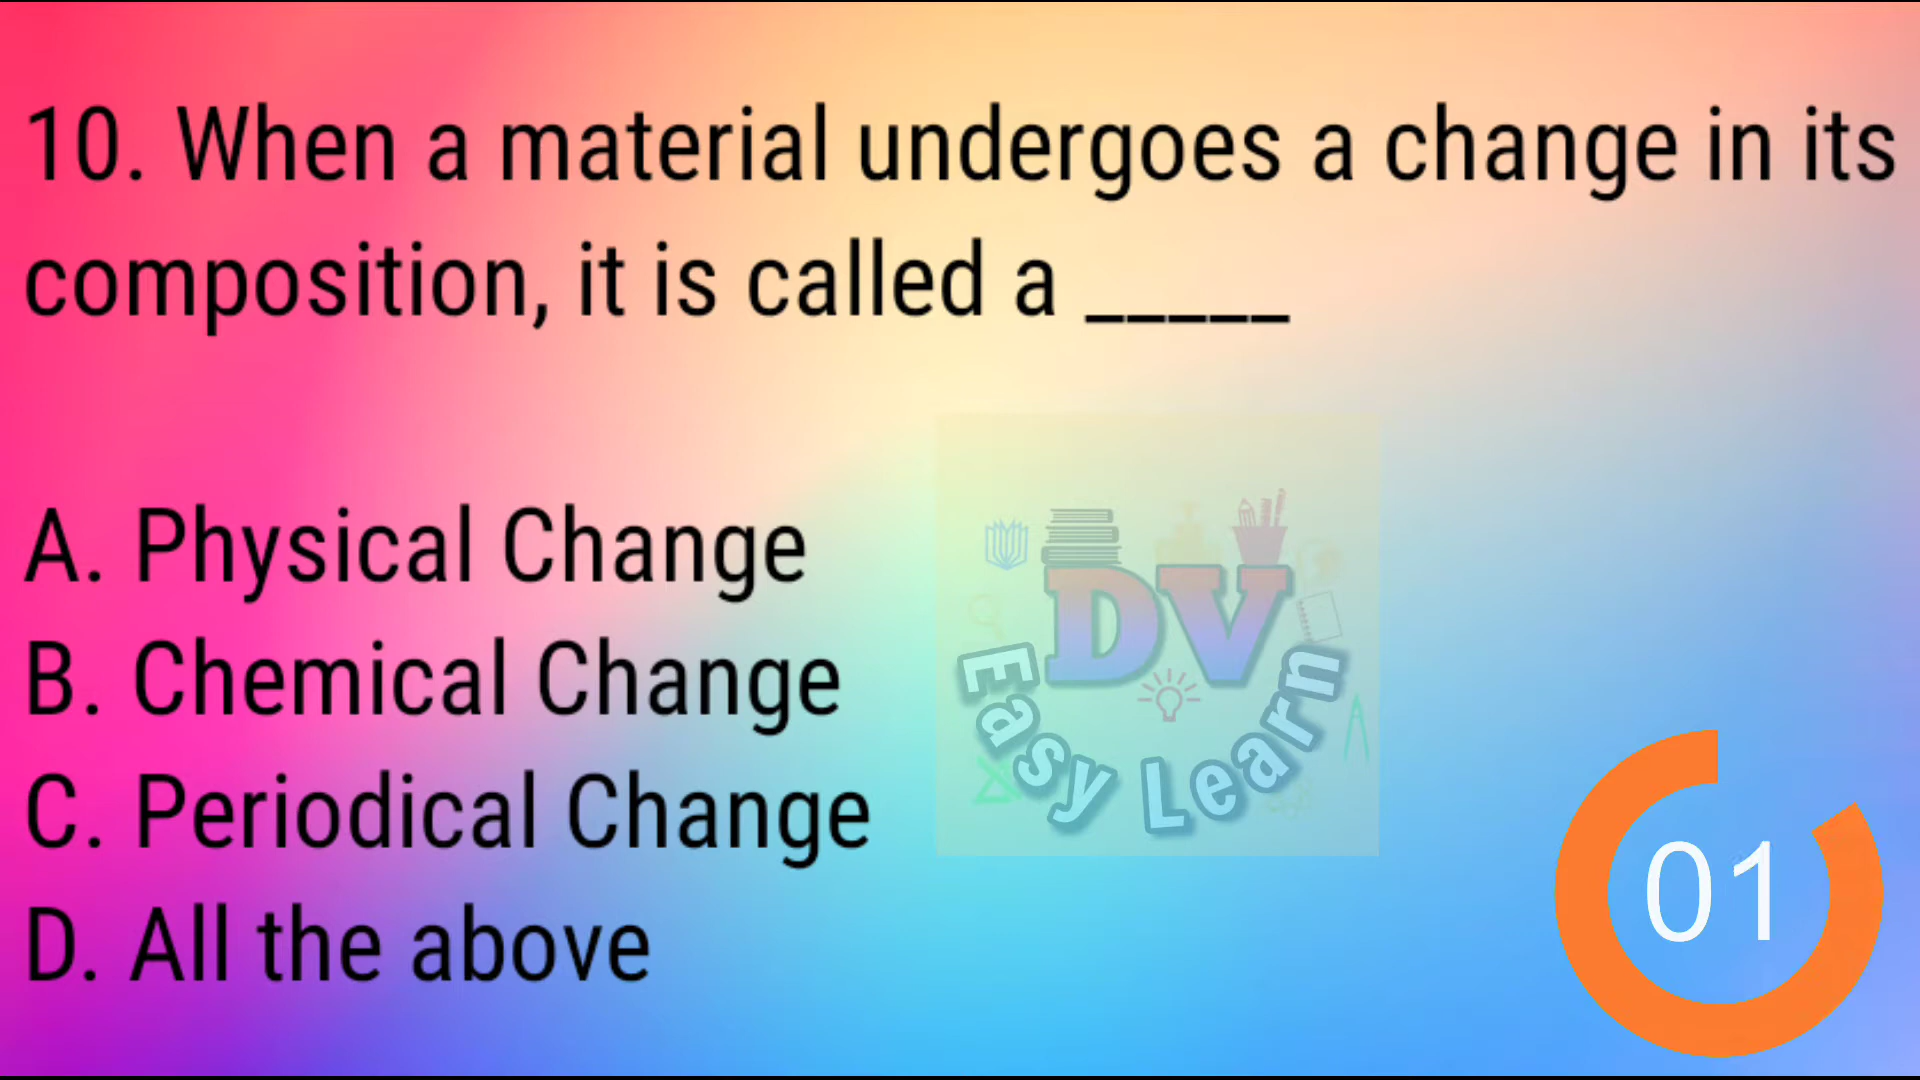 10. When a material undergoes a change in its
composition, it is called a _____
A. Physical Change
B. Chemical Change
C. Periodical Change
D. All the above
DV
Easy Learn
01